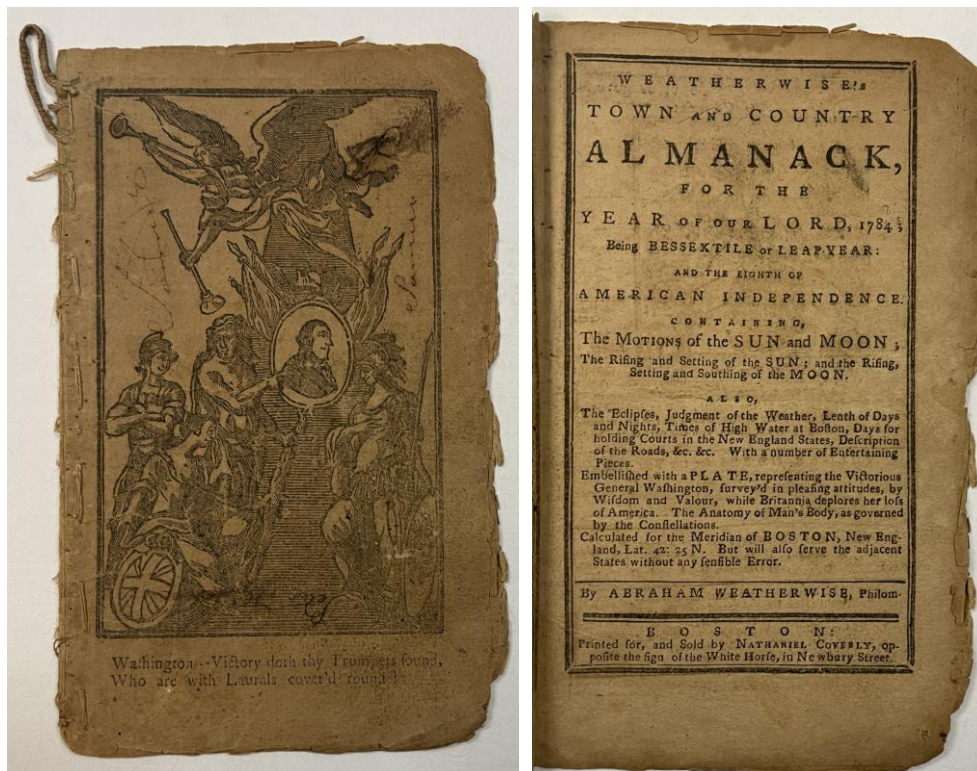 Washington--Victory doth thy Trumpets sound,
Who are with Laurels cover'd round!
WEATHERWISE's
TOWN AND COUNTRY
ALMANACK,
FOR THE
YEAR OF OUR LORD, 1784;
Being BESSEXTILE or LEAP-YEAR:
AND THE EIGHTH OF
AMERICAN INDEPENDENCE.
CONTAINING,
The MOTIONS of the SUN and MOON;
The Riſing and Setting of the SUN; and the Riſing,
Setting and Southing of the MOON.
ALSO,
The Eclipſes, Judgment of the Weather, Lenth of Days
and Nights, Times of High Water at Boſton, Days for
holding Courts in the New England States, Deſcription
of the Roads, &c. &c. With a number of Entertaining
Pieces.
Embelliſhed with a PLATE, repreſenting the Victorious
General Waſhington, ſurvey'd in pleaſing attitudes, by
Wiſdom and Valour, while Britannia deplores her loſs
of America. The Anatomy of Man's Body, as governed
by the Conſtellations.
Calculated for the Meridian of BOSTON, New Eng-
land, Lat. 42: 25 N. But will alſo ſerve the adjacent
States without any ſenſible Error.
By ABRAHAM WEATHERWISE, Philom-
BOSTON:
Printed for, and Sold by NATHANIEL COVERLY, op-
poſite the ſign of the White Horſe, in Newbury Street.